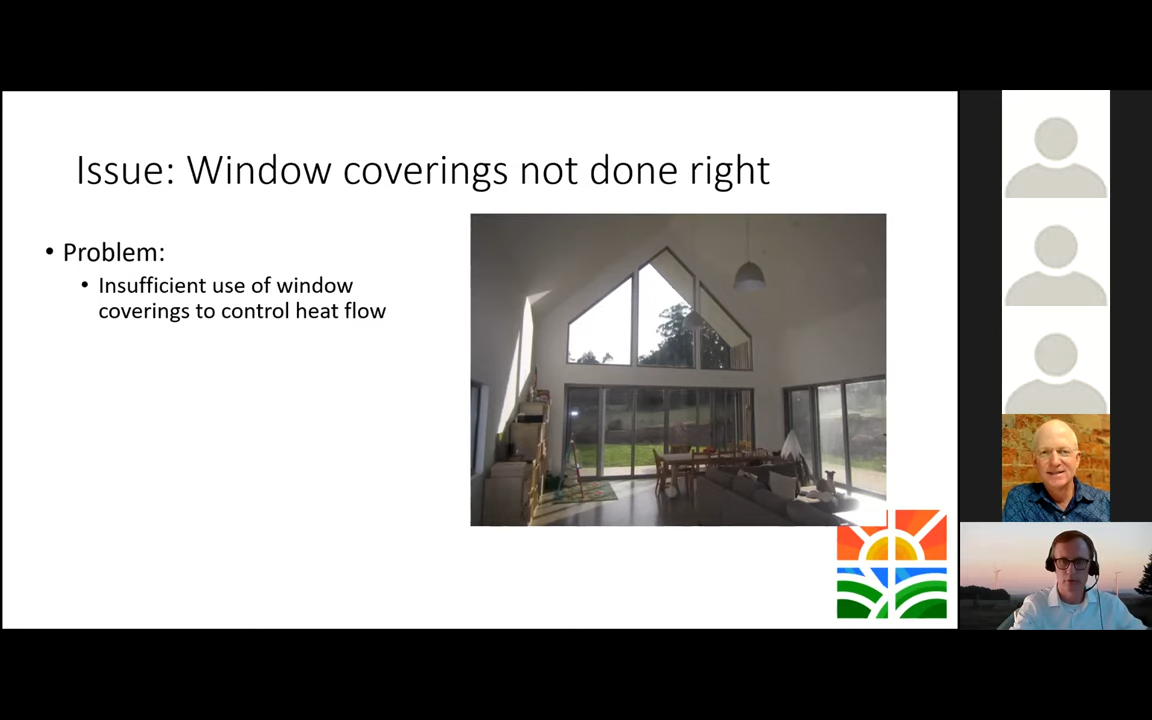 Issue: Window coverings not done right
• Problem:
• Insufficient use of window
coverings to control heat flow